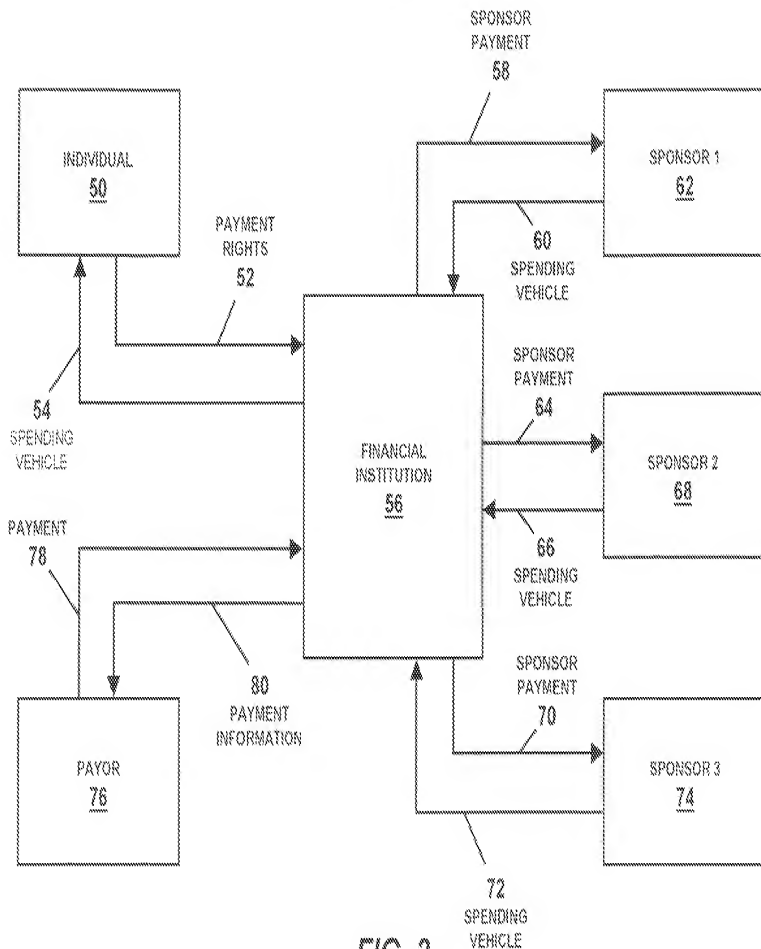 SPONSOR
PAYMENT
58
INDIVIDUAL
50
SPONSOR 1
62
PAYMENT
RIGHTS
52
60
SPENDING
VEHICLE
54
SPENDING
VEHICLE
SPONSOR
PAYMENT
64
FINANCIAL
INSTITUTION
56
SPONSOR 2
68
PAYMENT
78
66
SPENDING
VEHICLE
80
PAYMENT
INFORMATION
SPONSOR
PAYMENT
70
PAYOR
76
SPONSOR 3
74
72
SPENDING
VEHICLE